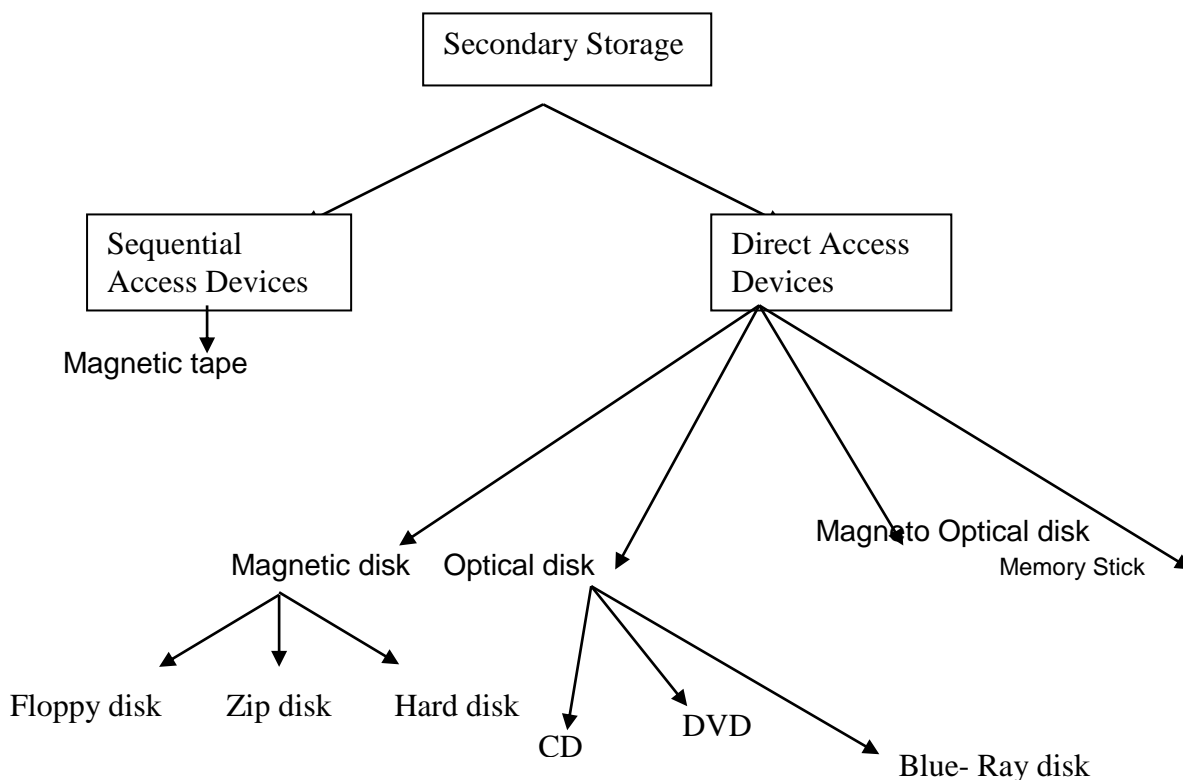 Secondary Storage
Sequential
Access Devices
Direct Access
Devices
Magnetic tape
Magneto Optical disk
Memory Stick
Magnetic disk
Optical disk
Floppy disk
Zip disk
Hard disk
CD
DVD
Blue- Ray disk